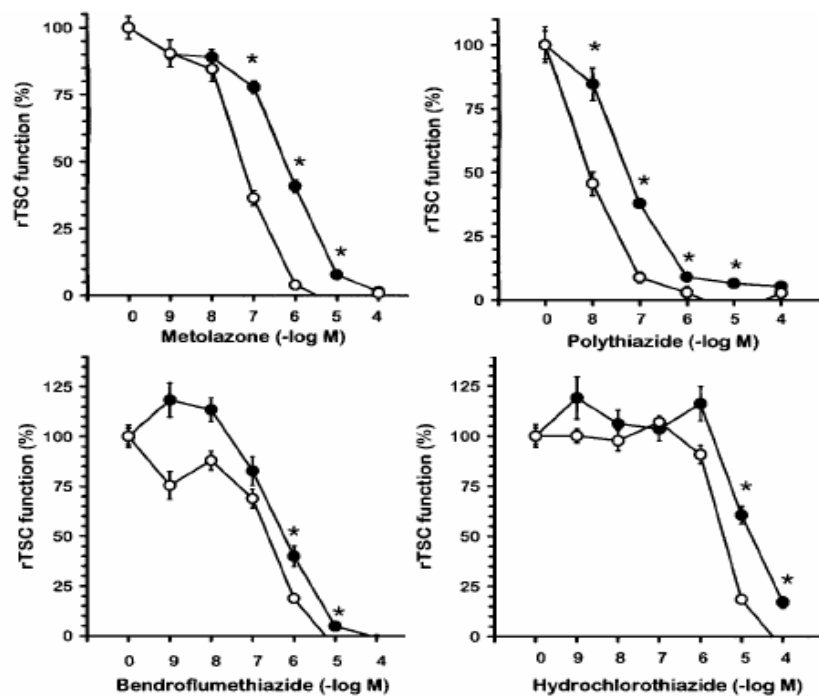 rTSC function (%)
100
75
50
25
0
*
*
*
0 9 8 7 6 5 4
Metolazone (-log M)
rTSC function (%)
100
75
50
25
0
*
*
*
*
0 8 7 6 5 4
Polythiazide (-log M)
rTSC function (%)
125
100
75
50
25
0
*
*
0 9 8 7 6 5 4
Bendroflumethiazide (-log M)
rTSC function (%)
125
100
75
50
25
0
*
*
0 9 8 7 6 5 4
Hydrochlorothiazide (-log M)